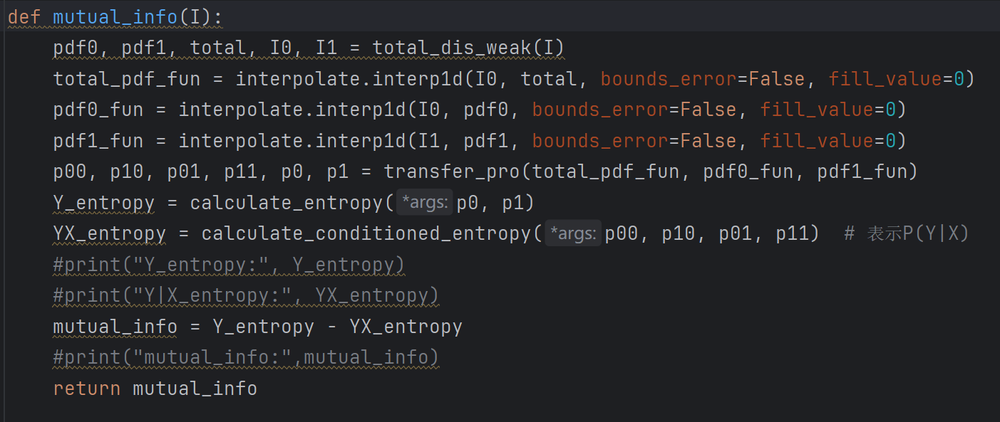 def mutual_info(I):
    pdf0, pdf1, total, I0, I1 = total_dis_weak(I)
    total_pdf_fun = interpolate.interp1d(I0, total, bounds_error=False, fill_value=0)
    pdf0_fun = interpolate.interp1d(I0, pdf0, bounds_error=False, fill_value=0)
    pdf1_fun = interpolate.interp1d(I1, pdf1, bounds_error=False, fill_value=0)
    p00, p10, p01, p11, p0, p1 = transfer_pro(total_pdf_fun, pdf0_fun, pdf1_fun)
    Y_entropy = calculate_entropy( *args: p0, p1)
    YX_entropy = calculate_conditioned_entropy( *args: p00, p10, p01, p11)  # 表示P(Y|X)
    #print("Y_entropy:", Y_entropy)
    #print("Y|X_entropy:", YX_entropy)
    mutual_info = Y_entropy - YX_entropy
    #print("mutual_info:",mutual_info)
    return mutual_info